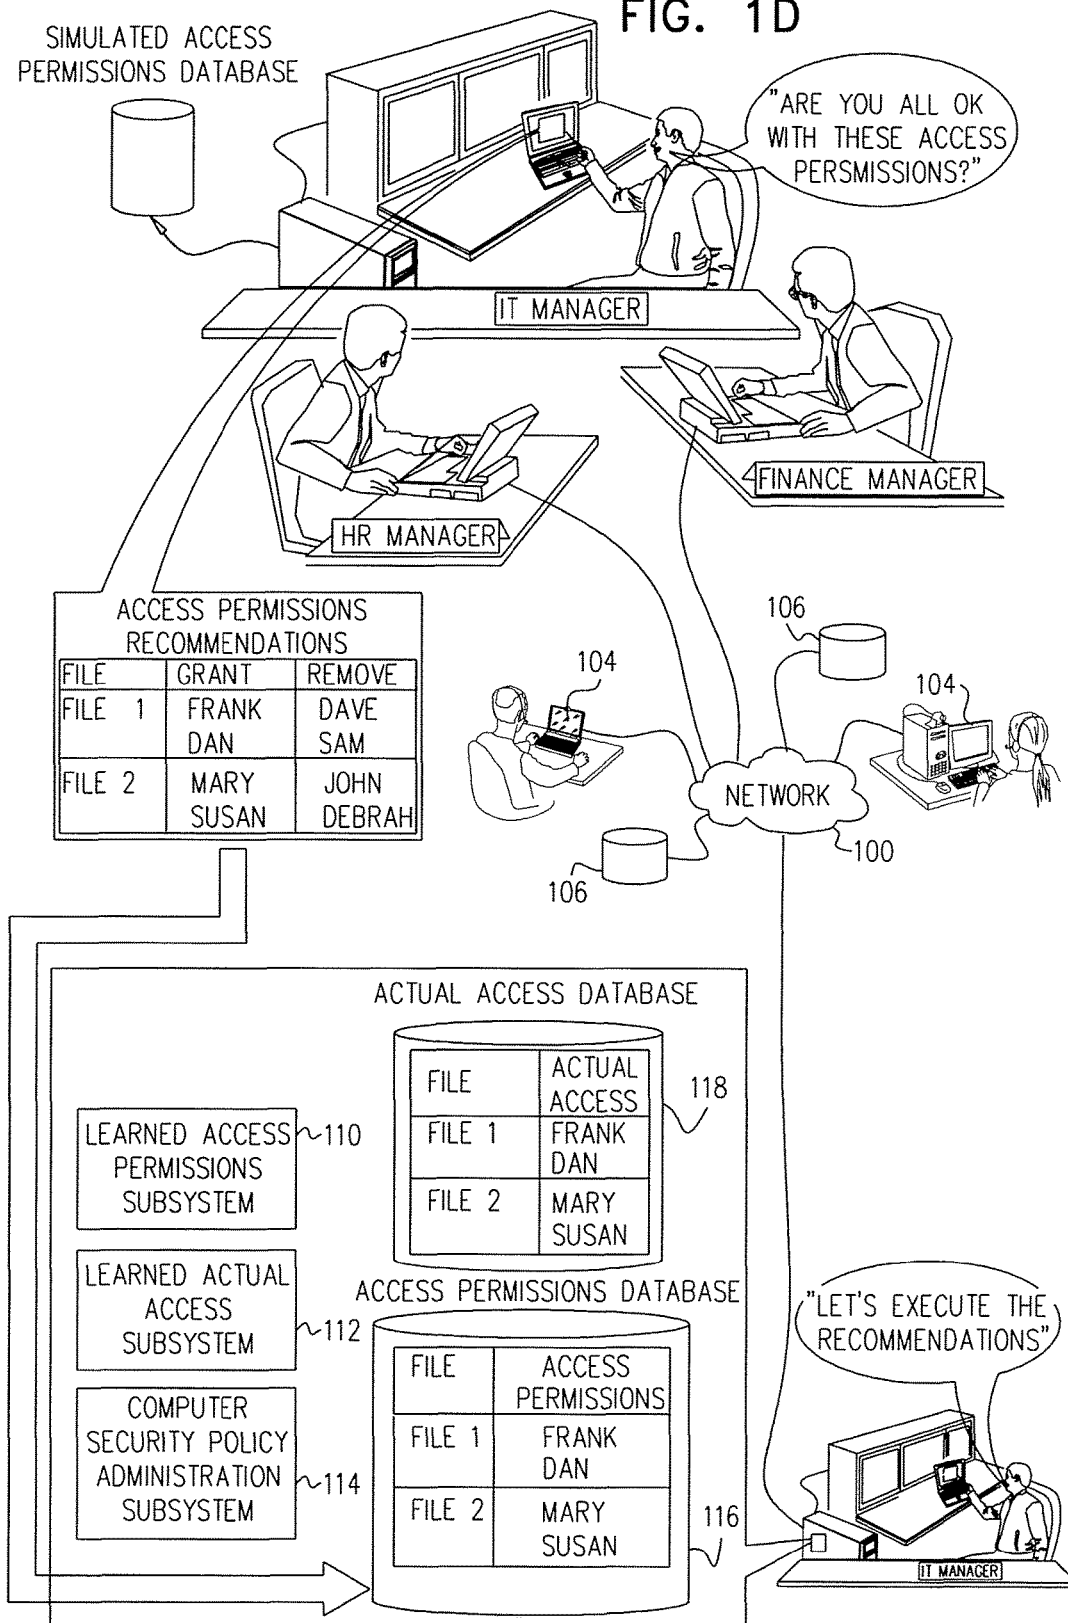 FIG. 1D
SIMULATED ACCESS
PERMISSIONS DATABASE
"ARE YOU ALL OK
WITH THESE ACCESS
PERSMISSIONS?"
IT MANAGER
FINANCE MANAGER
HR MANAGER
ACCESS PERMISSIONS
RECOMMENDATIONS
FILE GRANT REMOVE
FILE 1 FRANK DAVE
DAN SAM
FILE 2 MARY JOHN
SUSAN DEBRAH
106
104
104
NETWORK
100
106
ACTUAL ACCESS DATABASE
FILE ACTUAL
ACCESS
FILE 1 FRANK
DAN
FILE 2 MARY
SUSAN
118
LEARNED ACCESS
PERMISSIONS
SUBSYSTEM
110
LEARNED ACTUAL
ACCESS
SUBSYSTEM
112
COMPUTER
SECURITY POLICY
ADMINISTRATION
SUBSYSTEM
114
ACCESS PERMISSIONS DATABASE
FILE ACCESS
PERMISSIONS
FILE 1 FRANK
DAN
FILE 2 MARY
SUSAN
116
"LET'S EXECUTE THE
RECOMMENDATIONS"
IT MANAGER